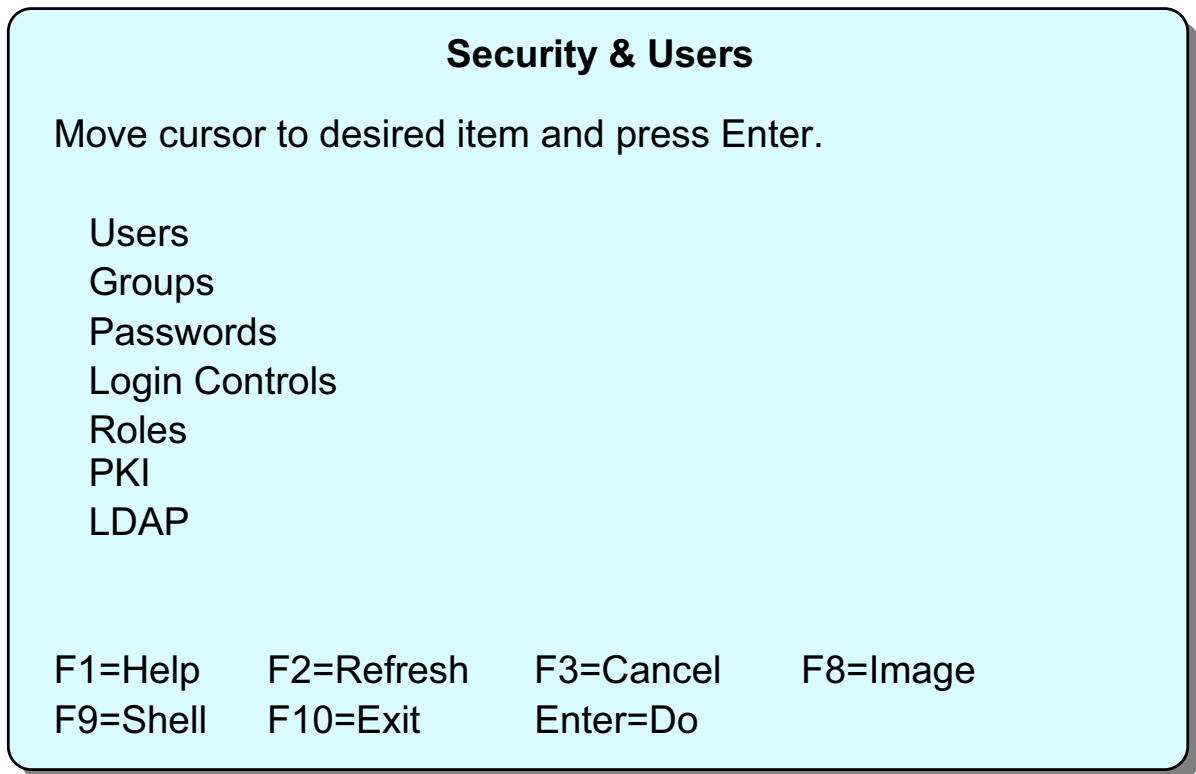 Security & Users
Move cursor to desired item and press Enter.
Users
Groups
Passwords
Login Controls
Roles
PKI
LDAP
F1=Help F2=Refresh F3=Cancel F8=Image
F9=Shell F10=Exit Enter=Do